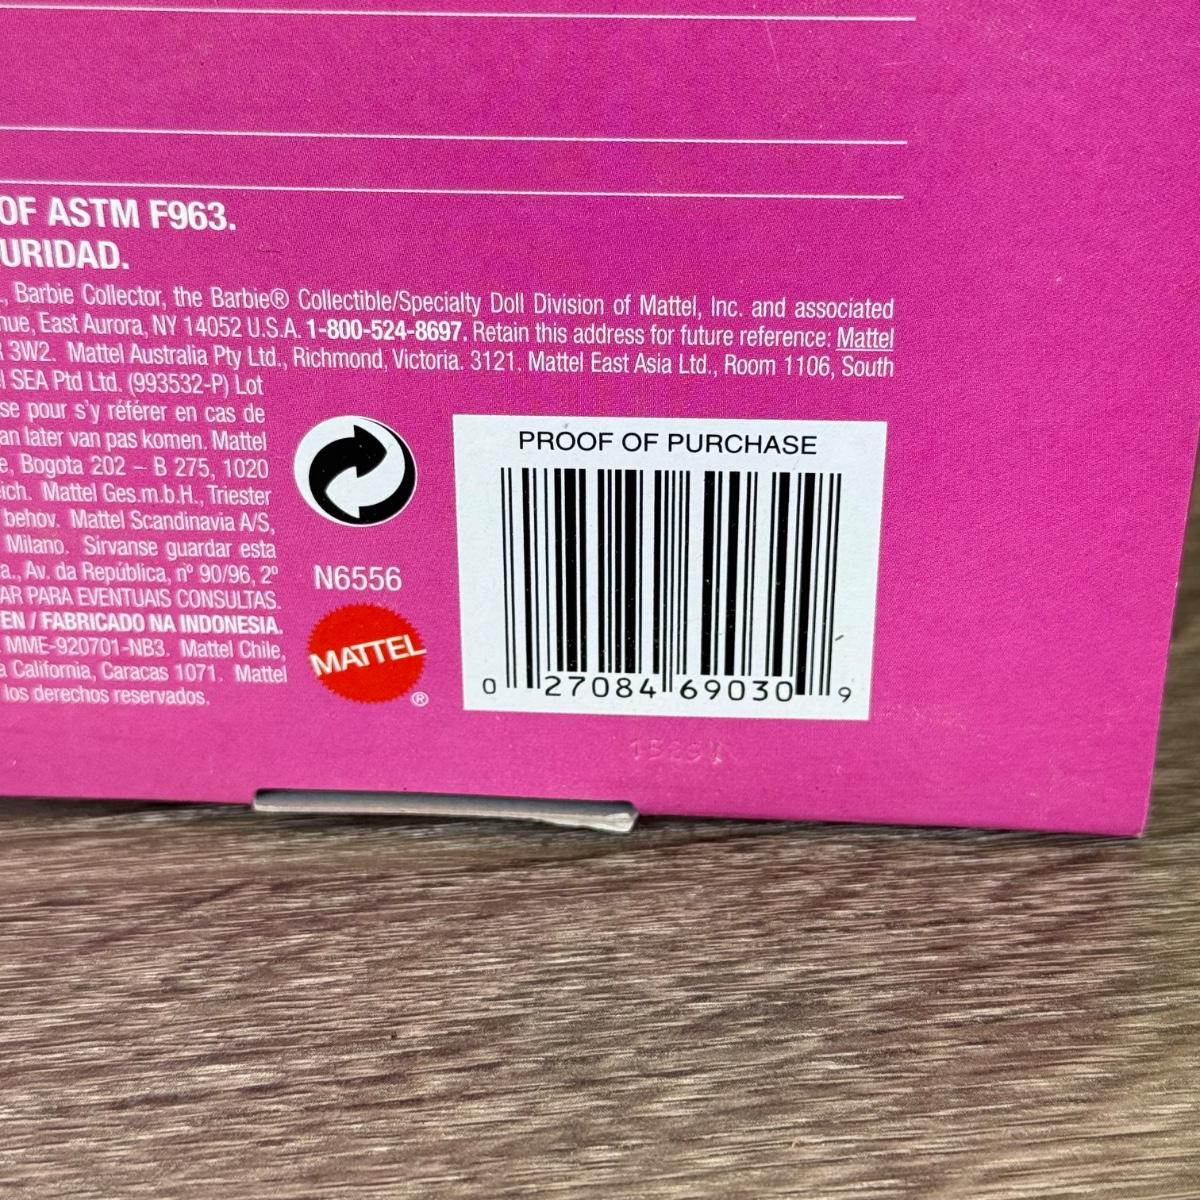 OF ASTM F963.
URIDAD.
, Barbie Collector, the Barbie® Collectible/Specialty Doll Division of Mattel, Inc. and associated
nue, East Aurora, NY 14052 U.S.A. 1-800-524-8697. Retain this address for future reference: Mattel
R 3W2. Mattel Australia Pty Ltd., Richmond, Victoria. 3121. Mattel East Asia Ltd., Room 1106, South
l SEA Ptd Ltd. (993532-P) Lot
se pour s'y référer en cas de
an later van pas komen. Mattel
e, Bogota 202 – B 275, 1020
ich. Mattel Ges.m.b.H., Triester
behov. Mattel Scandinavia A/S,
Milano. Sirvanse guardar esta
a., Av. da República, nº 90/96, 2º
AR PARA EVENTUAIS CONSULTAS.
EN / FABRICADO NA INDONESIA.
MME-920701-NB3. Mattel Chile,
a California, Caracas 1071. Mattel
los derechos reservados.
N6556
MATTEL
®
PROOF OF PURCHASE
0 27084 69030 9